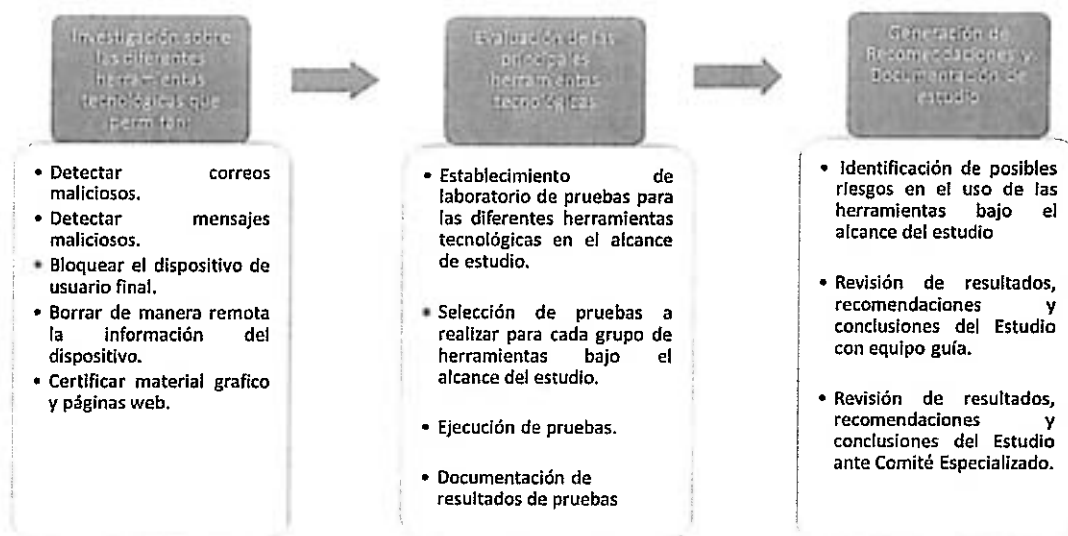 Investigación sobre
las diferentes
herramientas
tecnológicas que
permitan:
• Detectar correos
maliciosos.
• Detectar mensajes
maliciosos.
• Bloquear el dispositivo de
usuario final.
• Borrar de manera remota
la información del
dispositivo.
• Certificar material grafico
y páginas web.
Evaluación de las
principales
herramientas
tecnológicas
• Establecimiento de
laboratorio de pruebas para
las diferentes herramientas
tecnológicas en el alcance
de estudio.
• Selección de pruebas a
realizar para cada grupo de
herramientas bajo el
alcance del estudio.
• Ejecución de pruebas.
• Documentación de
resultados de pruebas
Generación de
Recomendaciones y
Documentación de
estudio
• Identificación de posibles
riesgos en el uso de las
herramientas bajo el
alcance del estudio
• Revisión de resultados,
recomendaciones y
conclusiones del Estudio
con equipo guía.
• Revisión de resultados,
recomendaciones y
conclusiones del Estudio
ante Comité Especializado.